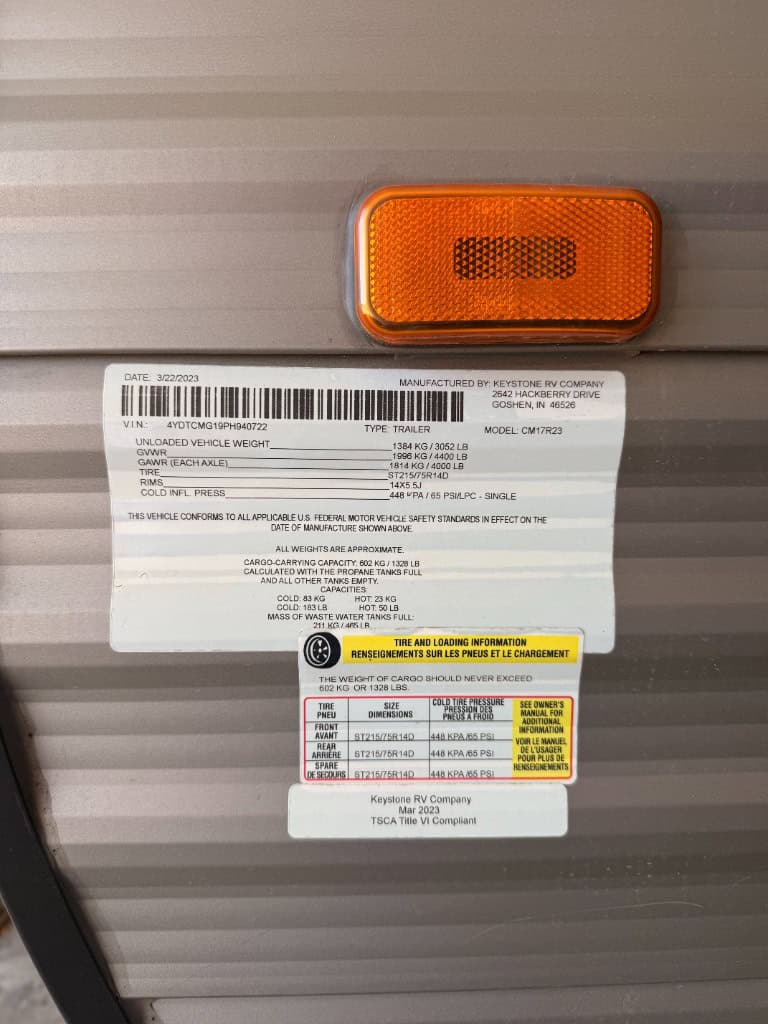 DATE: 3/22/2023
MANUFACTURED BY: KEYSTONE RV COMPANY
2642 HACKBERRY DRIVE
GOSHEN, IN 46526
V.I.N.: 4YDTCMG19PH940722 TYPE: TRAILER MODEL: CM17R23
UNLOADED VEHICLE WEIGHT 1384 KG / 3052 LB
GVWR 1996 KG / 4400 LB
GAWR (EACH AXLE) 1814 KG / 4000 LB
TIRE ST215/75R14D
RIMS 14X5.5J
COLD INFL. PRESS 448 KPA / 65 PSI/LPC - SINGLE
THIS VEHICLE CONFORMS TO ALL APPLICABLE U.S. FEDERAL MOTOR VEHICLE SAFETY STANDARDS IN EFFECT ON THE
DATE OF MANUFACTURE SHOWN ABOVE.
ALL WEIGHTS ARE APPROXIMATE.
CARGO-CARRYING CAPACITY: 602 KG / 1328 LB
CALCULATED WITH THE PROPANE TANKS FULL
AND ALL OTHER TANKS EMPTY.
CAPACITIES:
COLD: 83 KG HOT: 23 KG
COLD: 183 LB HOT: 50 LB
MASS OF WASTE WATER TANKS FULL:
211 KG / 465 LB
TIRE AND LOADING INFORMATION
RENSEIGNEMENTS SUR LES PNEUS ET LE CHARGEMENT
THE WEIGHT OF CARGO SHOULD NEVER EXCEED
602 KG OR 1328 LBS.
TIRE
PNEU
SIZE
DIMENSIONS
COLD TIRE PRESSURE
PRESSION DES
PNEUS A FROID
SEE OWNER'S
MANUAL FOR
ADDITIONAL
INFORMATION
VOIR LE MANUEL
DE L'USAGER
POUR PLUS DE
RENSEIGNEMENTS
FRONT
AVANT
ST215/75R14D 448 KPA /65 PSI
REAR
ARRIÈRE
ST215/75R14D 448 KPA /65 PSI
SPARE
DE SECOURS
ST215/75R14D 448 KPA /65 PSI
Keystone RV Company
Mar 2023
TSCA Title VI Compliant